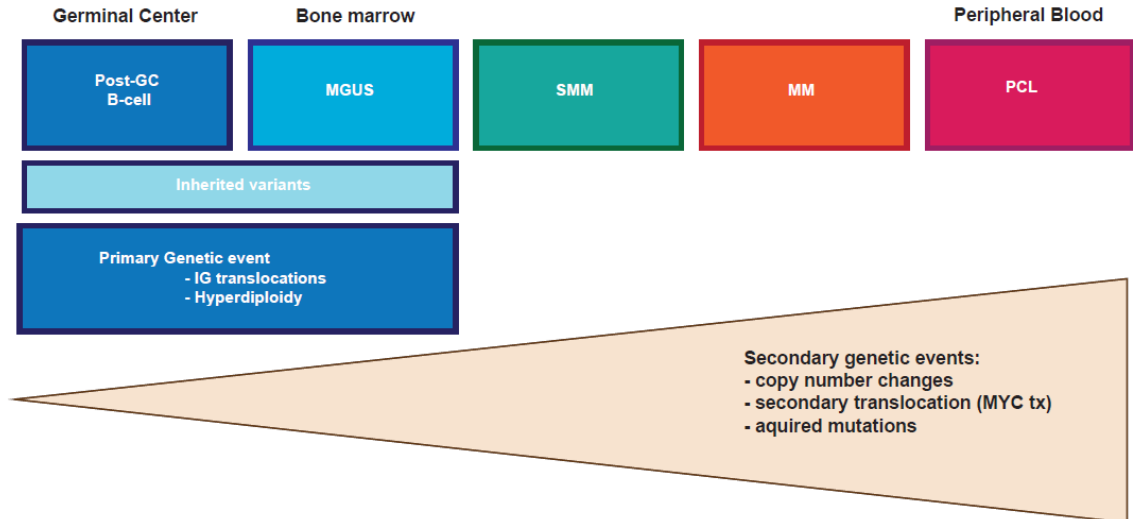 Germinal Center
Bone marrow
Peripheral Blood
Post-GC
B-cell
MGUS
SMM
MM
PCL
Inherited variants
Primary Genetic event
- IG translocations
- Hyperdiploidy
Secondary genetic events:
- copy number changes
- secondary translocation (MYC tx)
- aquired mutations